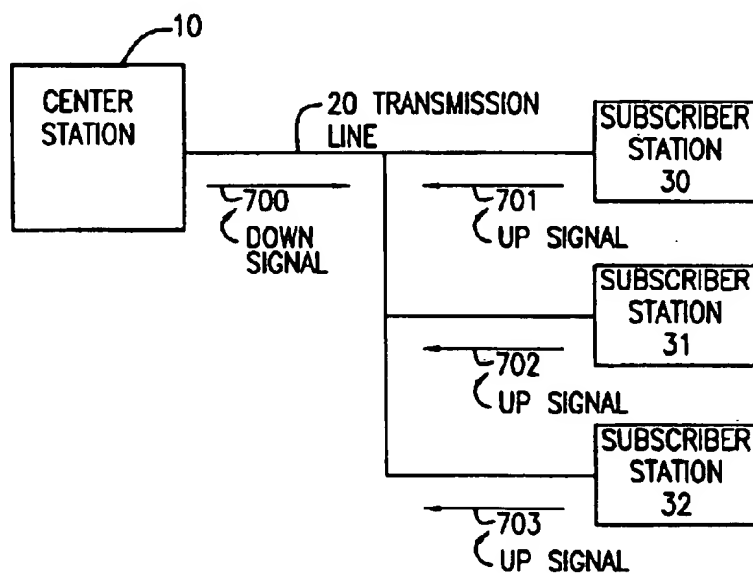 10
CENTER
STATION
20 TRANSMISSION
LINE
SUBSCRIBER
STATION
30
700
DOWN
SIGNAL
701
UP SIGNAL
SUBSCRIBER
STATION
31
702
UP SIGNAL
SUBSCRIBER
STATION
32
703
UP SIGNAL